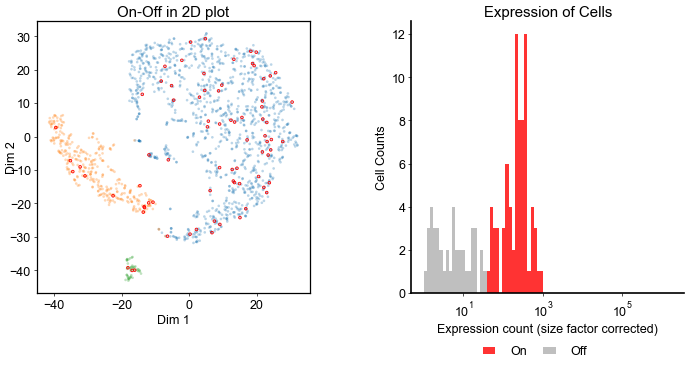 On-Off in 2D plot
30
20
10
0
−10
−20
−30
−40
Dim 2
−40 −20 0 20
Dim 1
Expression of Cells
12
10
8
6
4
2
0
Cell Counts
10^1 10^3 10^5
Expression count (size factor corrected)
On Off